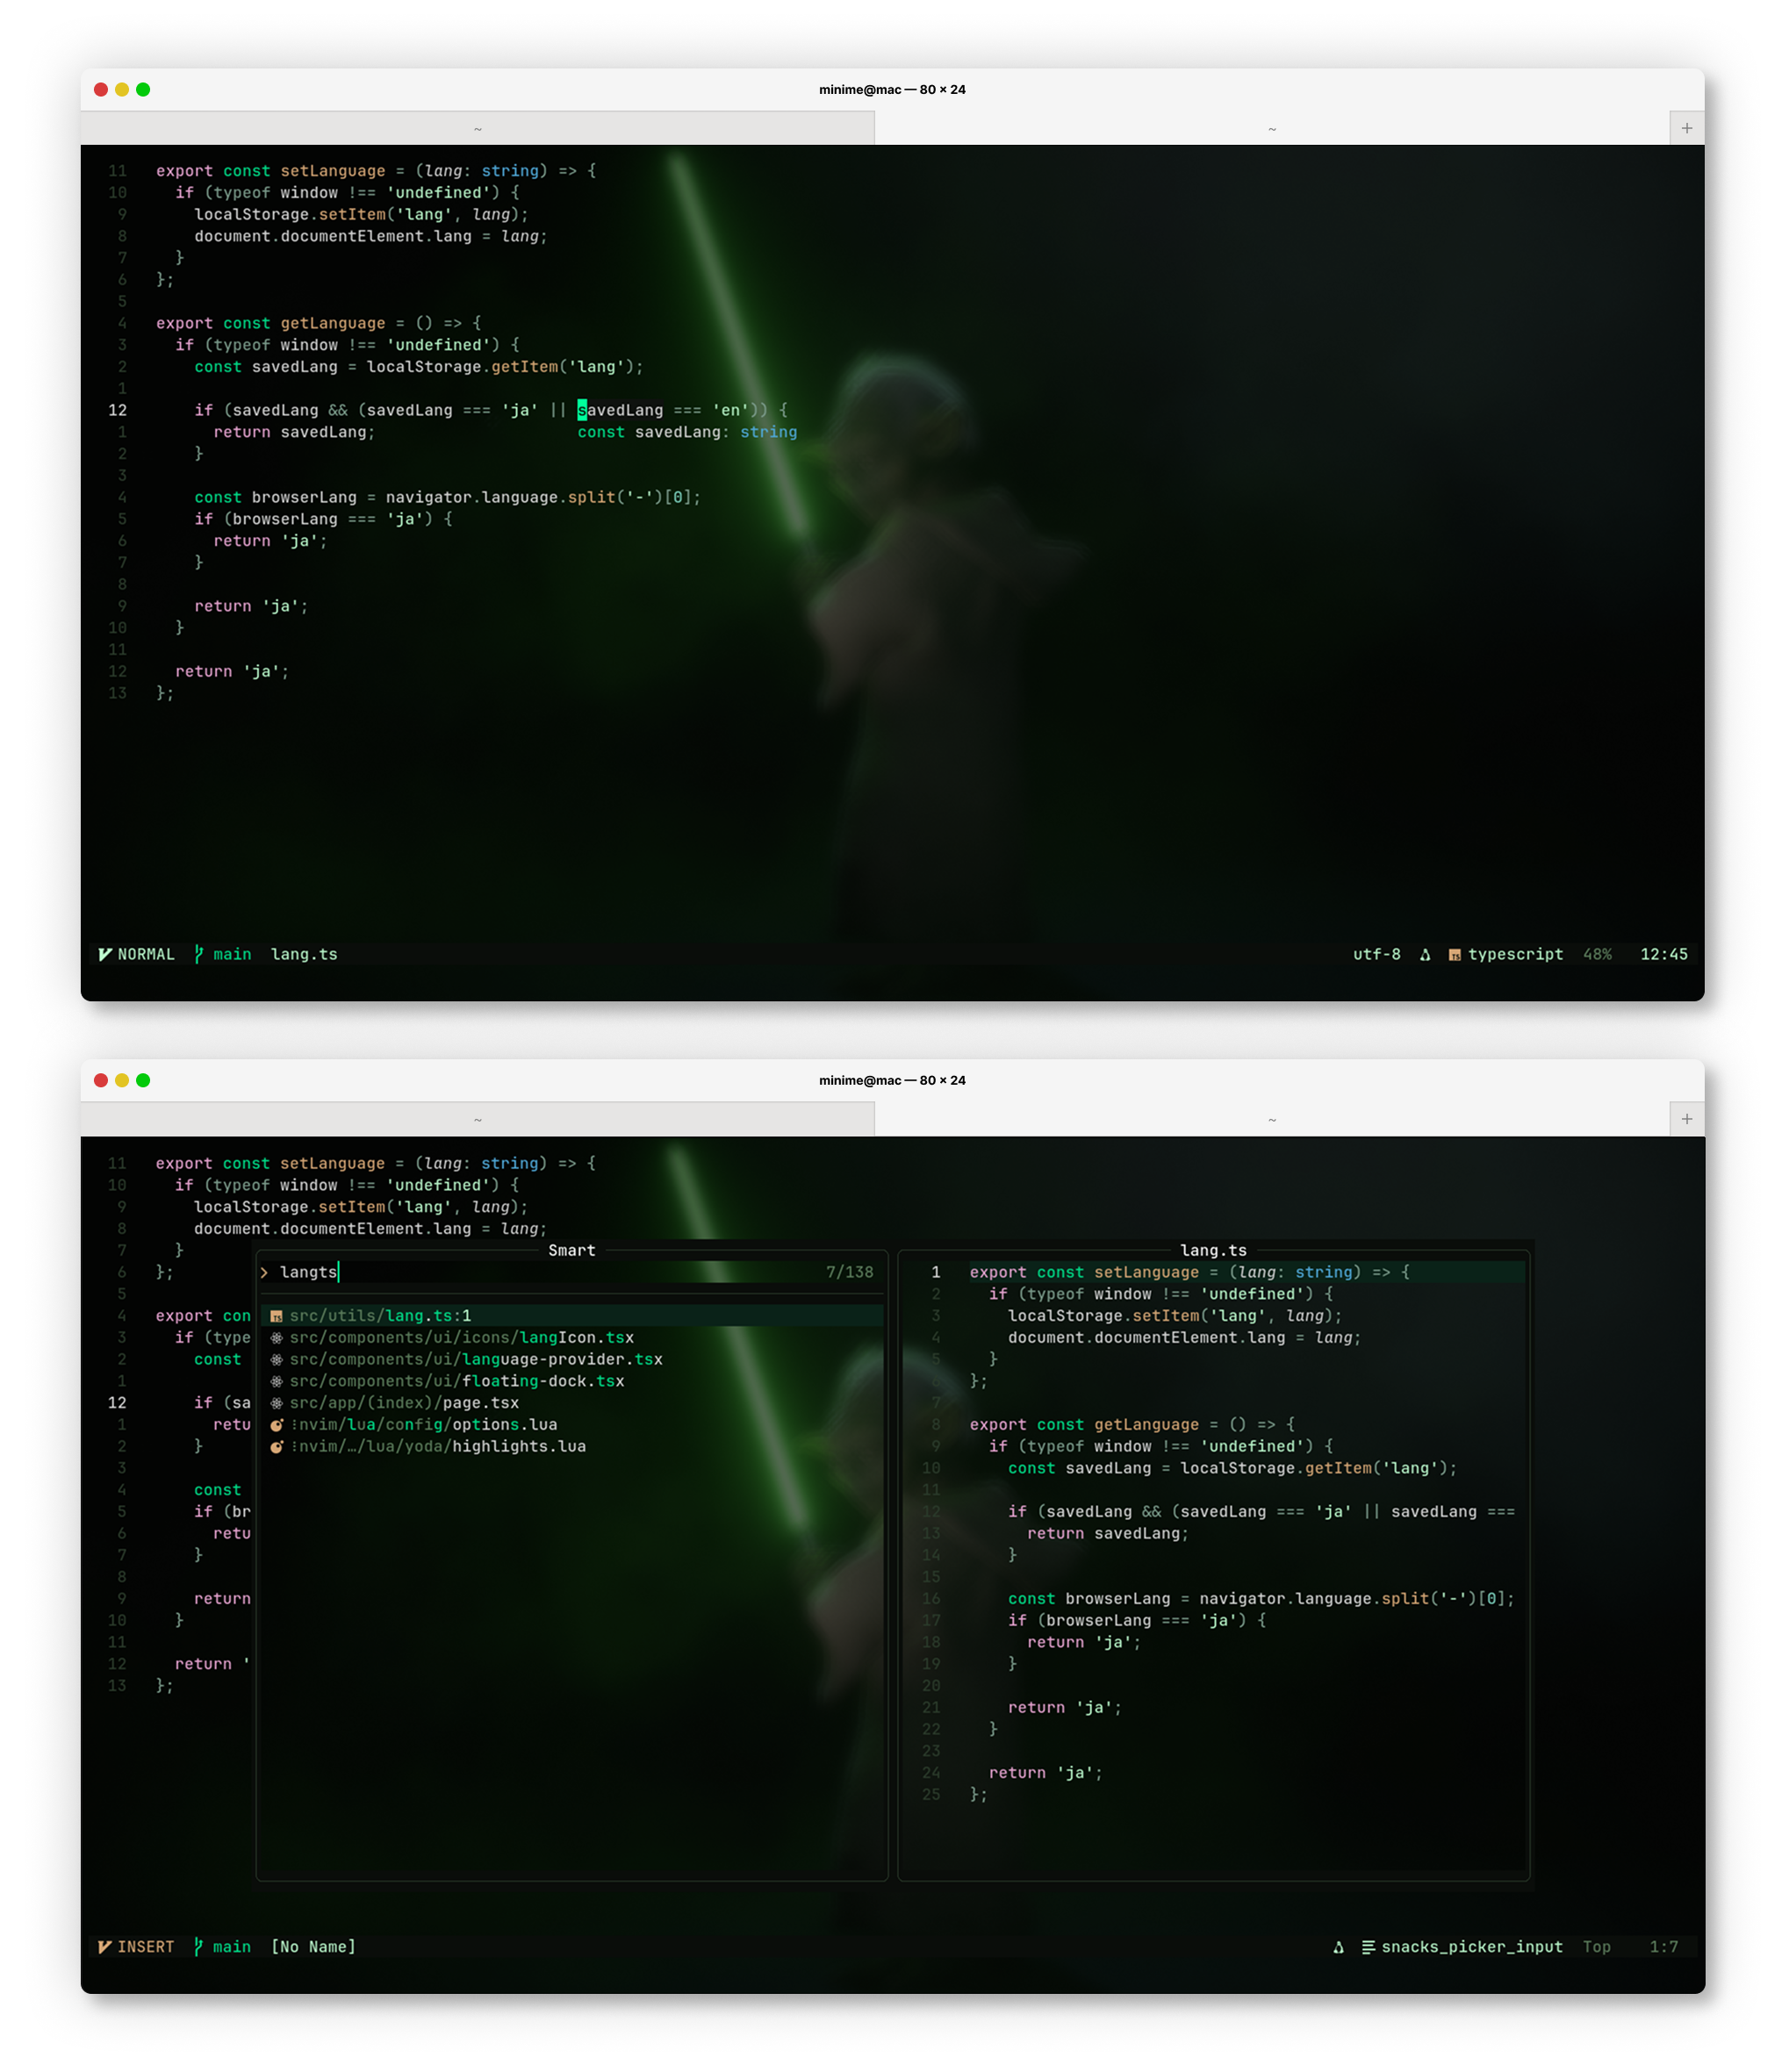 minime@mac — 80 × 24
~ ~ +
11 export const setLanguage = (lang: string) => {
10 if (typeof window !== 'undefined') {
9 localStorage.setItem('lang', lang);
8 document.documentElement.lang = lang;
7 }
6 };
5
4 export const getLanguage = () => {
3 if (typeof window !== 'undefined') {
2 const savedLang = localStorage.getItem('lang');
1
12 if (savedLang && (savedLang === 'ja' || savedLang === 'en')) {
1 return savedLang; const savedLang: string
2 }
3
4 const browserLang = navigator.language.split('-')[0];
5 if (browserLang === 'ja') {
6 return 'ja';
7 }
8
9 return 'ja';
10 }
11
12 return 'ja';
13 };
NORMAL main lang.ts utf-8 TS typescript 48% 12:45
minime@mac — 80 × 24
~ ~ +
11 export const setLanguage = (lang: string) => {
10 if (typeof window !== 'undefined') {
9 localStorage.setItem('lang', lang);
8 document.documentElement.lang = lang;
7 }
6 };
5
4 export con
3 if (type
2 const
1
12 if (sa
1 retu
2 }
3
4 const
5 if (br
6 retu
7 }
8
9 return
10 }
11
12 return '
13 };
Smart
> langts 7/138
TS src/utils/lang.ts:1
src/components/ui/icons/langIcon.tsx
src/components/ui/language-provider.tsx
src/components/ui/floating-dock.tsx
src/app/(index)/page.tsx
nvim/lua/config/options.lua
nvim/…/lua/yoda/highlights.lua
lang.ts
1 export const setLanguage = (lang: string) => {
2 if (typeof window !== 'undefined') {
3 localStorage.setItem('lang', lang);
4 document.documentElement.lang = lang;
5 }
};
7
8 export const getLanguage = () => {
9 if (typeof window !== 'undefined') {
10 const savedLang = localStorage.getItem('lang');
11
12 if (savedLang && (savedLang === 'ja' || savedLang ===
13 return savedLang;
14 }
15
16 const browserLang = navigator.language.split('-')[0];
17 if (browserLang === 'ja') {
18 return 'ja';
19 }
20
21 return 'ja';
22 }
23
24 return 'ja';
25 };
INSERT main [No Name] snacks_picker_input Top 1:7